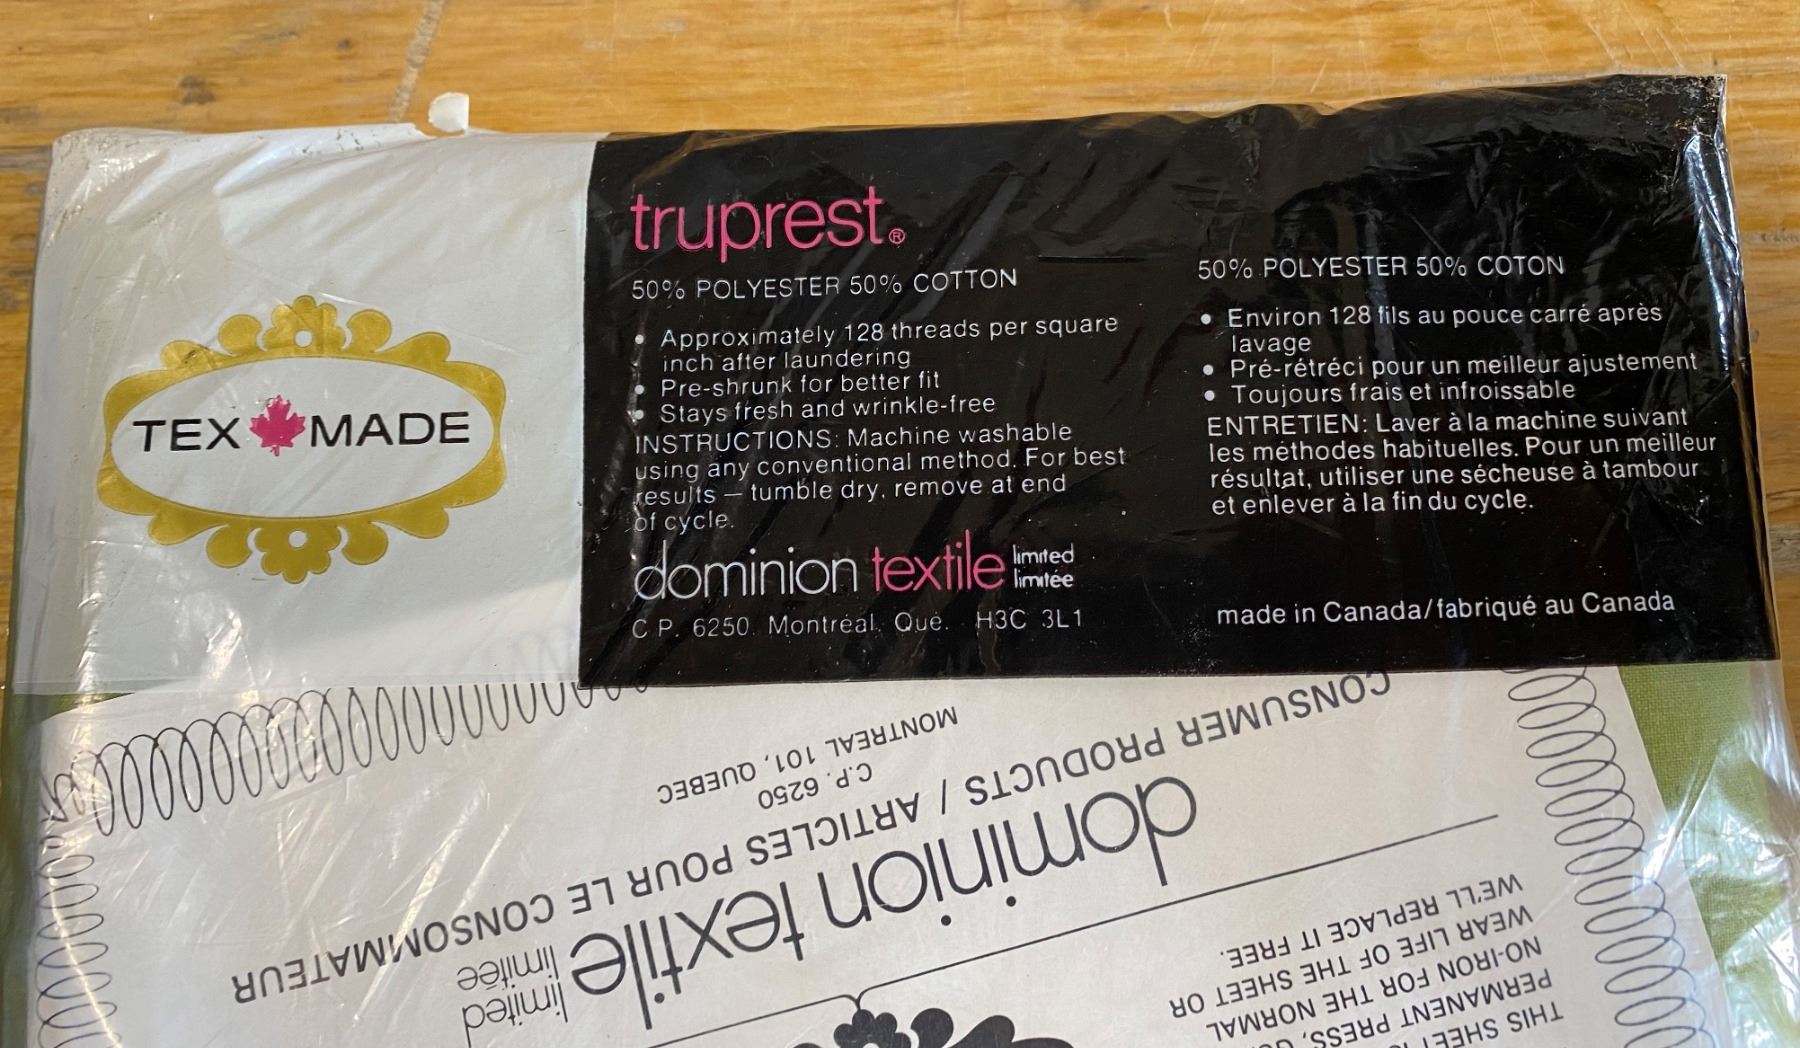 TEX MADE
truprest®
50% POLYESTER 50% COTTON
• Approximately 128 threads per square
inch after laundering
• Pre-shrunk for better fit
• Stays fresh and wrinkle-free
INSTRUCTIONS: Machine washable
using any conventional method. For best
results – tumble dry, remove at end
of cycle.
dominion textile limited
limitée
C.P. 6250 Montréal, Qué. H3C 3L1
50% POLYESTER 50% COTON
• Environ 128 fils au pouce carré après
lavage
• Pré-rétréci pour un meilleur ajustement
• Toujours frais et infroissable
ENTRETIEN: Laver à la machine suivant
les méthodes habituelles. Pour un meilleur
résultat, utiliser une sécheuse à tambour
et enlever à la fin du cycle.
made in Canada/fabriqué au Canada
THIS SHEET
PERMANENT PRESS,
NO-IRON FOR THE NORMAL
WEAR LIFE OF THE SHEET OR
WE'LL REPLACE IT FREE.
dominion textile limited
limitée
CONSUMER PRODUCTS / ARTICLES POUR LE CONSOMMATEUR
C.P. 6250
MONTREAL 101, QUEBEC